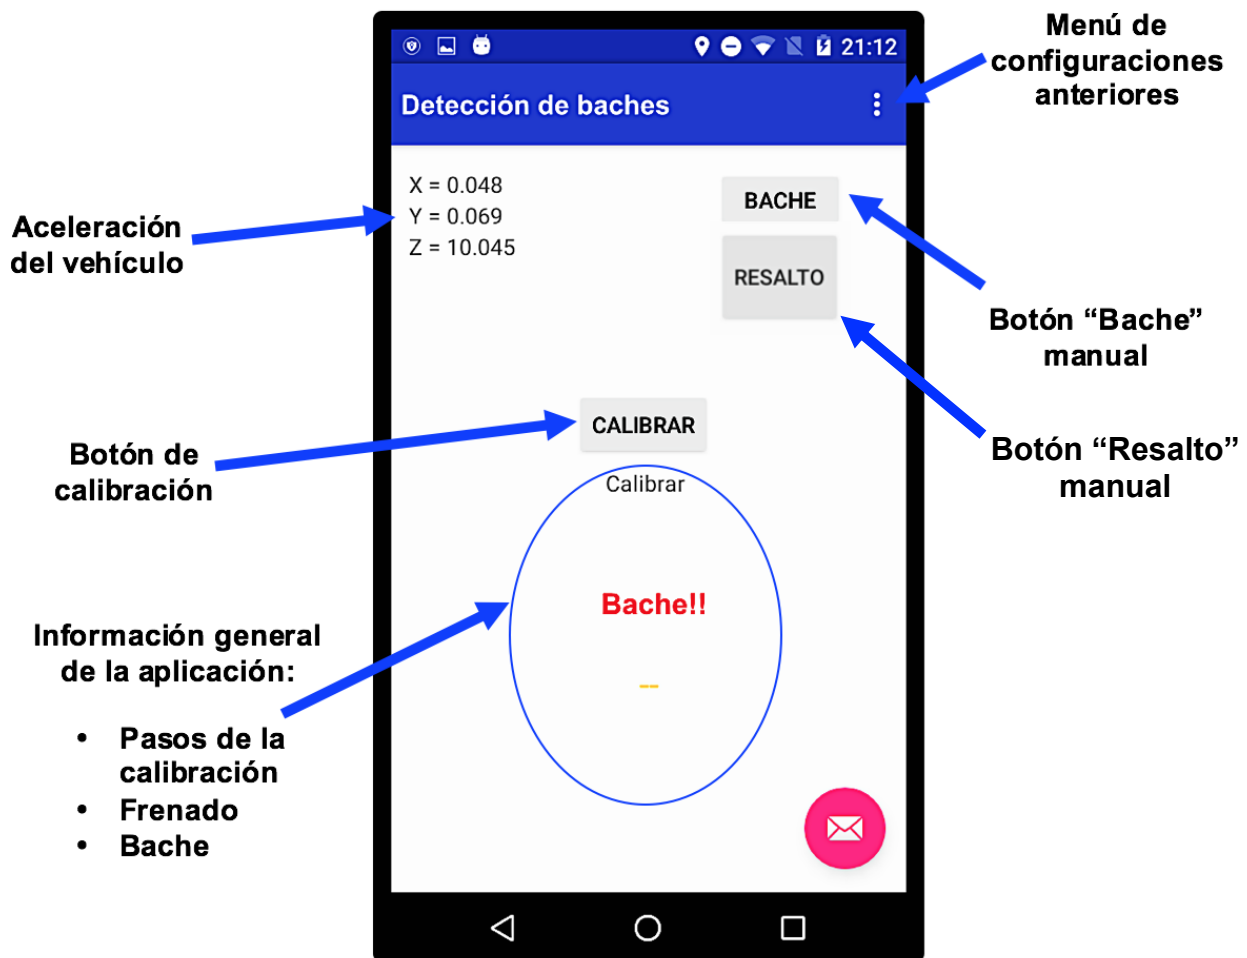 Menú de
configuraciones
anteriores
21:12
Detección de baches
X = 0.048
Y = 0.069
Z = 10.045
BACHE
RESALTO
Aceleración
del vehículo
Botón “Bache”
manual
CALIBRAR
Botón de
calibración
Botón “Resalto”
manual
Calibrar
Bache!!
--
Información general
de la aplicación:
• Pasos de la
calibración
• Frenado
• Bache